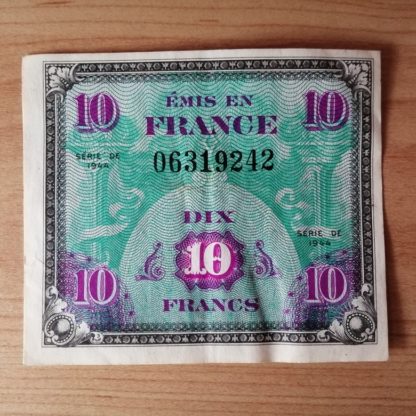 10 ÉMIS EN 10
FRANCE
SÉRIE DE
1944
06319242
DIX
SÉRIE DE
1944
10
10 10
FRANCS